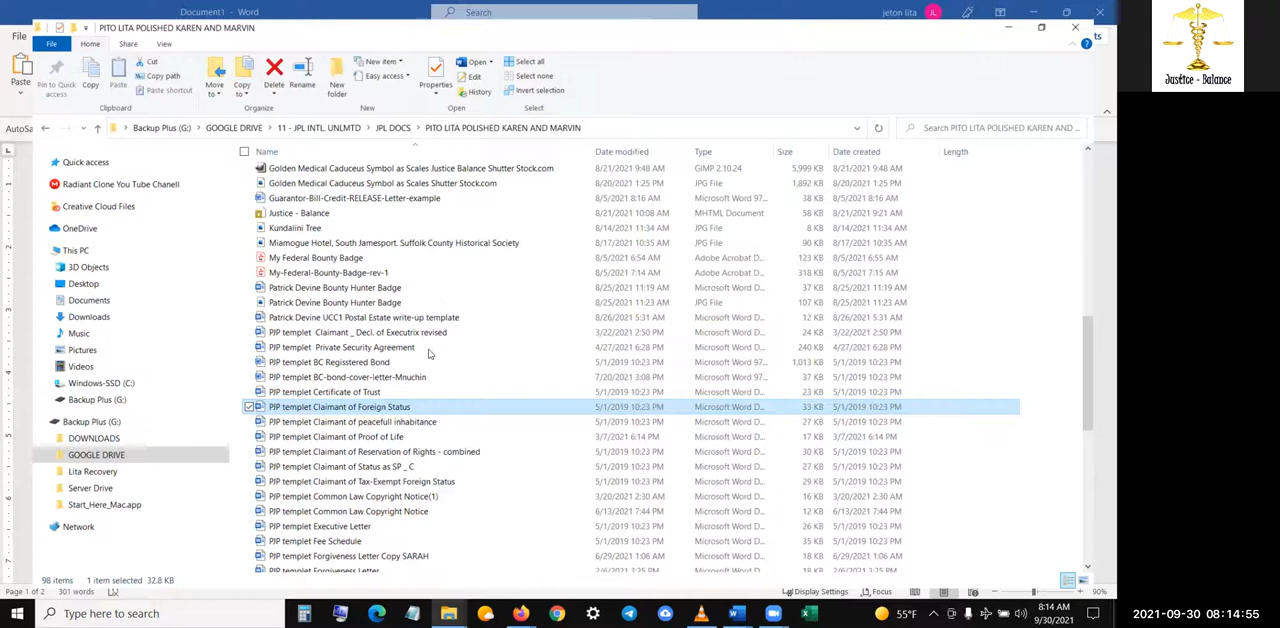 Document1 - Word
Search
jeton lita
JL
PITO LITA POLISHED KAREN AND MARVIN
File
File
Home
Share
View
Paste
Pin to Quick access.
Copy
Paste
Cut
Copy path
Paste shortcut
Clipboard
Move to
Copy to
Delete
Rename
Organize
New folder
New item
Easy access
New
Properties
Open
Edit
History
Open
Select all
Select none
Invert selection
Select
AutoSa
Backup Plus (G:) > GOOGLE DRIVE > 11 - JPL INTL. UNLMTD > JPL DOCS > PITO LITA POLISHED KAREN AND MARVIN
Search PITO LITA POLISHED KAREN AND ...
Name Date modified Type Size Date created Length
Golden Medical Caduceus Symbol as Scales Justice Balance Shutter Stock.com 8/21/2021 9:48 AM GIMP 2.10.24 5,999 KB 8/21/2021 9:48 AM
Golden Medical Caduceus Symbol as Scales Shutter Stock.com 8/20/2021 1:25 PM JPG File 1,892 KB 8/20/2021 1:25 PM
Guarantor-Bill-Credit-RELEASE-Letter-example 8/5/2021 8:16 AM Microsoft Word 97... 38 KB 8/5/2021 8:16 AM
Justice - Balance 8/21/2021 10:08 AM MHTML Document 58 KB 8/21/2021 9:21 AM
Kundalini Tree 8/14/2021 11:34 AM JPG File 8 KB 8/14/2021 11:34 AM
Miamogue Hotel, South Jamesport. Suffolk County Historical Society 8/17/2021 10:35 AM JPG File 90 KB 8/17/2021 10:35 AM
My Federal Bounty Badge 8/5/2021 6:54 AM Adobe Acrobat D... 123 KB 8/5/2021 6:55 AM
My-Federal-Bounty-Badge-rev-1 8/5/2021 7:14 AM Adobe Acrobat D... 318 KB 8/5/2021 7:15 AM
Patrick Devine Bounty Hunter Badge 8/25/2021 11:19 AM Microsoft Word D... 37 KB 8/25/2021 11:19 AM
Patrick Devine Bounty Hunter Badge 8/25/2021 11:23 AM JPG File 107 KB 8/25/2021 11:23 AM
Patrick Devine UCC1 Postal Estate write-up template 8/26/2021 5:31 AM Microsoft Word D... 12 KB 8/26/2021 5:31 AM
PJP templet Claimant _ Decl. of Executrix revised 3/22/2021 2:50 PM Microsoft Word D... 24 KB 3/22/2021 2:50 PM
PJP templet Private Security Agreement 4/27/2021 6:28 PM Microsoft Word D... 240 KB 4/27/2021 6:28 PM
PJP templet BC Registered Bond 5/1/2019 10:23 PM Microsoft Word 97... 1,013 KB 5/1/2019 10:23 PM
PJP templet BC-bond-cover-letter-Mnuchin 7/20/2021 3:08 PM Microsoft Word 97... 37 KB 5/1/2019 10:23 PM
PJP templet Certificate of Trust 5/1/2019 10:23 PM Microsoft Word D... 23 KB 5/1/2019 10:23 PM
PJP templet Claimant of Foreign Status 5/1/2019 10:23 PM Microsoft Word D... 33 KB 5/1/2019 10:23 PM
PJP templet Claimant of peacefull inhabitance 5/1/2019 10:23 PM Microsoft Word D... 27 KB 5/1/2019 10:23 PM
PJP templet Claimant of Proof of Life 3/7/2021 6:14 PM Microsoft Word D... 17 KB 3/7/2021 6:14 PM
PJP templet Claimant of Reservation of Rights - combined 5/1/2019 10:23 PM Microsoft Word D... 30 KB 5/1/2019 10:23 PM
PJP templet Claimant of Status as SP _ C 5/1/2019 10:23 PM Microsoft Word D... 27 KB 5/1/2019 10:23 PM
PJP templet Claimant of Tax-Exempt Foreign Status 5/1/2019 10:23 PM Microsoft Word D... 29 KB 5/1/2019 10:23 PM
PJP templet Common Law Copyright Notice(1) 3/20/2021 2:30 AM Microsoft Word D... 16 KB 3/20/2021 2:30 AM
PJP templet Common Law Copyright Notice 6/13/2021 7:44 PM Microsoft Word D... 12 KB 6/13/2021 7:44 PM
PJP templet Executive Letter 5/1/2019 10:23 PM Microsoft Word D... 26 KB 5/1/2019 10:23 PM
PJP templet Fee Schedule 5/1/2019 10:23 PM Microsoft Word D... 35 KB 5/1/2019 10:23 PM
PJP templet Forgiveness Letter Copy SARAH 6/29/2021 1:06 AM Microsoft Word D... 18 KB 6/29/2021 1:06 AM
PJP templet Forgiveness Letter 2/6/2021 3:25 PM Microsoft Word D... 18 KB 2/6/2021 3:25 PM
Quick access
Radiant Clone You Tube Chanell
Creative Cloud Files
OneDrive
This PC
3D Objects
Desktop
Documents
Downloads
Music
Pictures
Videos
Windows-SSD (C:)
Backup Plus (G:)
Backup Plus (G:)
DOWNLOADS
GOOGLE DRIVE
Lita Recovery
Server Drive
Start_Here_Mac.app
Network
98 items 1 item selected 32.8 KB
Page 1 of 2 301 words
Display Settings Focus 90%
Type here to search
55°F
8:14 AM
9/30/2021
Justice - Balance
2021-09-30 08:14:55